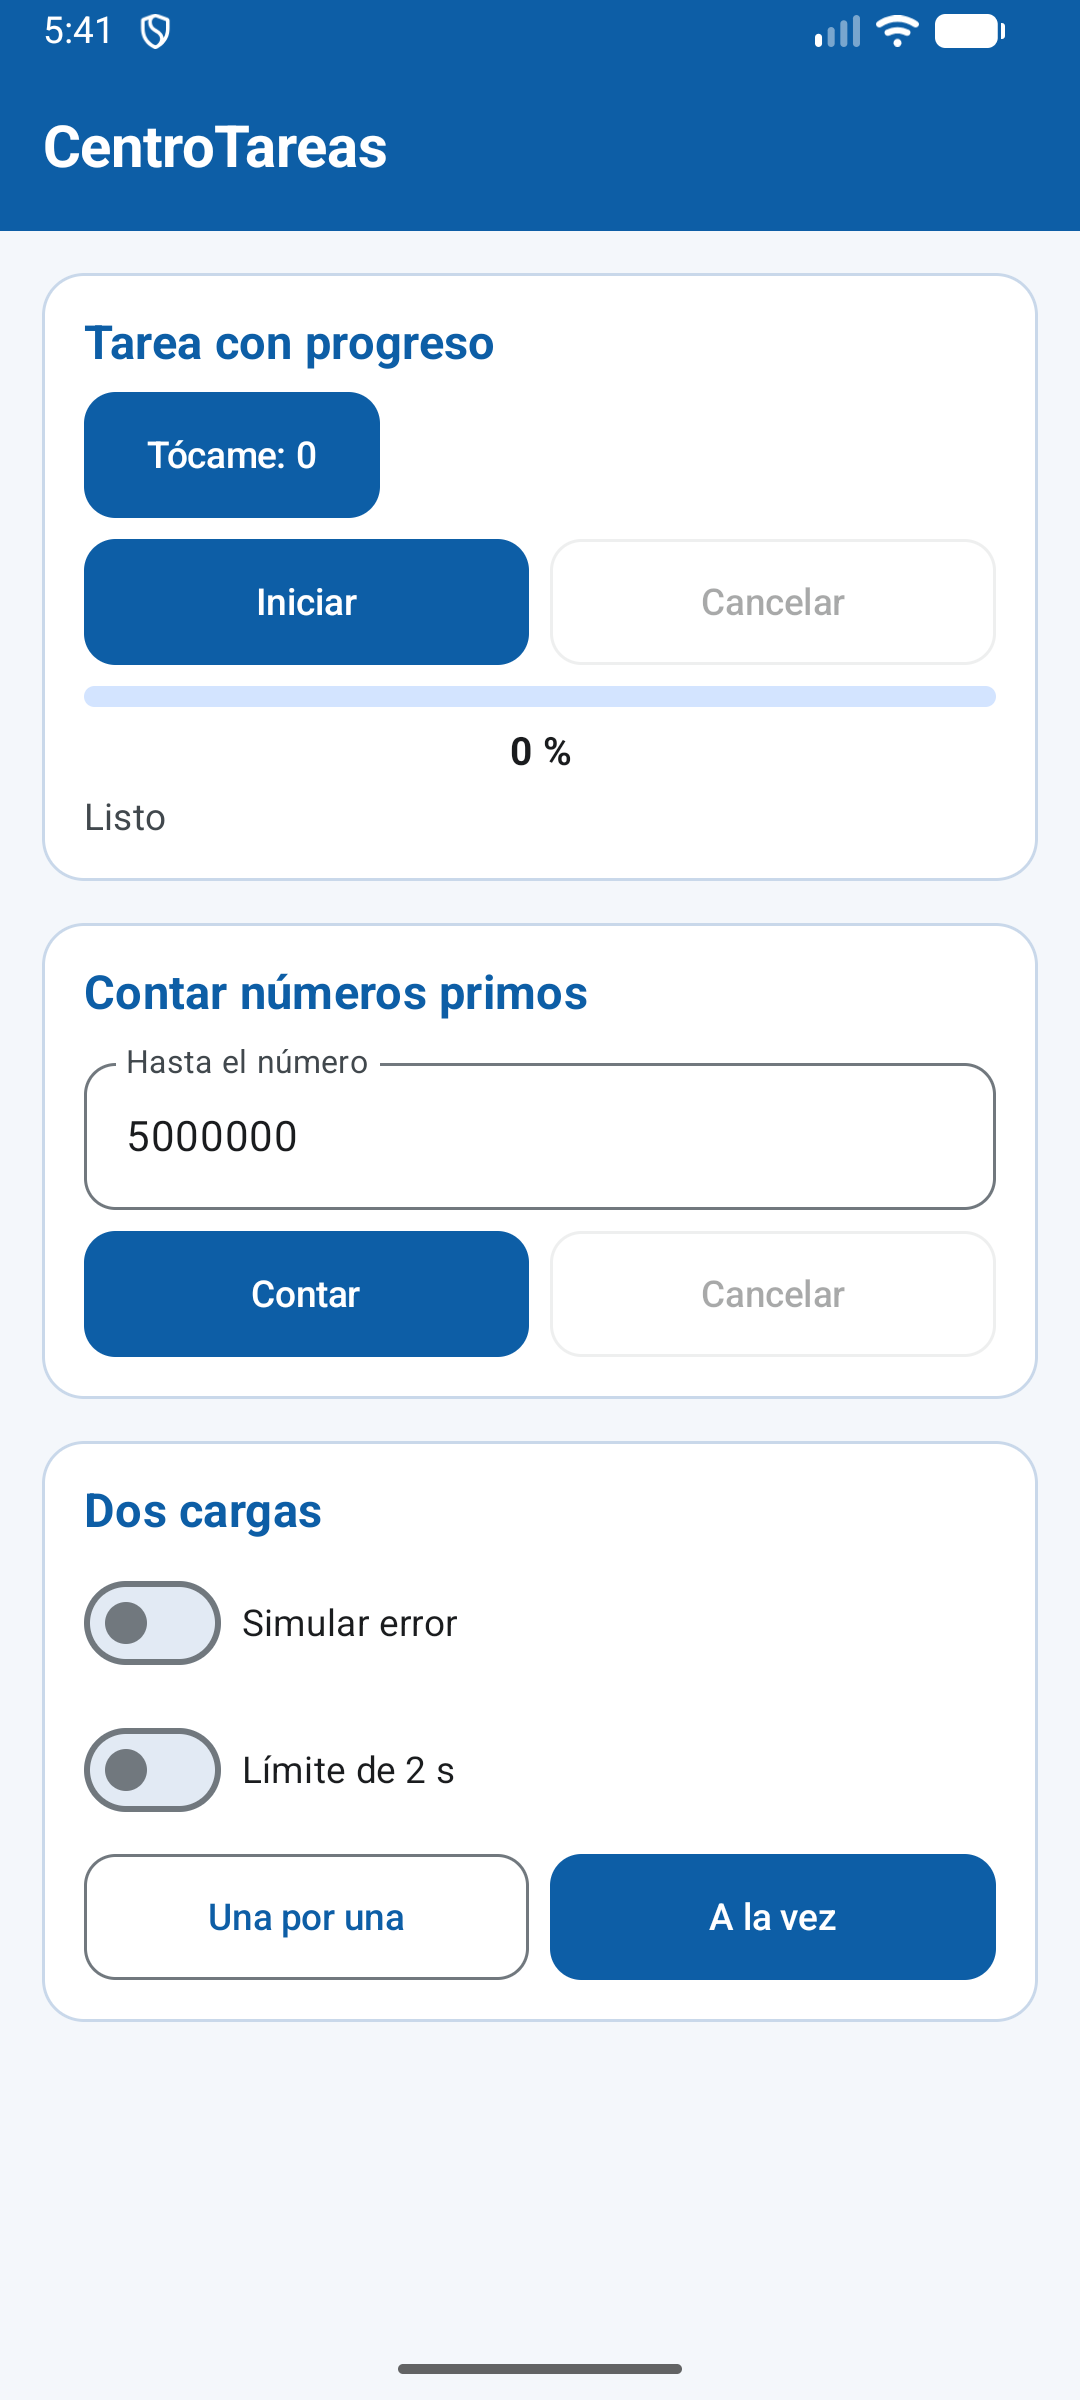 5:41
CentroTareas
Tarea con progreso
Tócame: 0
Iniciar
Cancelar
0 %
Listo
Contar números primos
Hasta el número
5000000
Contar
Cancelar
Dos cargas
Simular error
Límite de 2 s
Una por una
A la vez